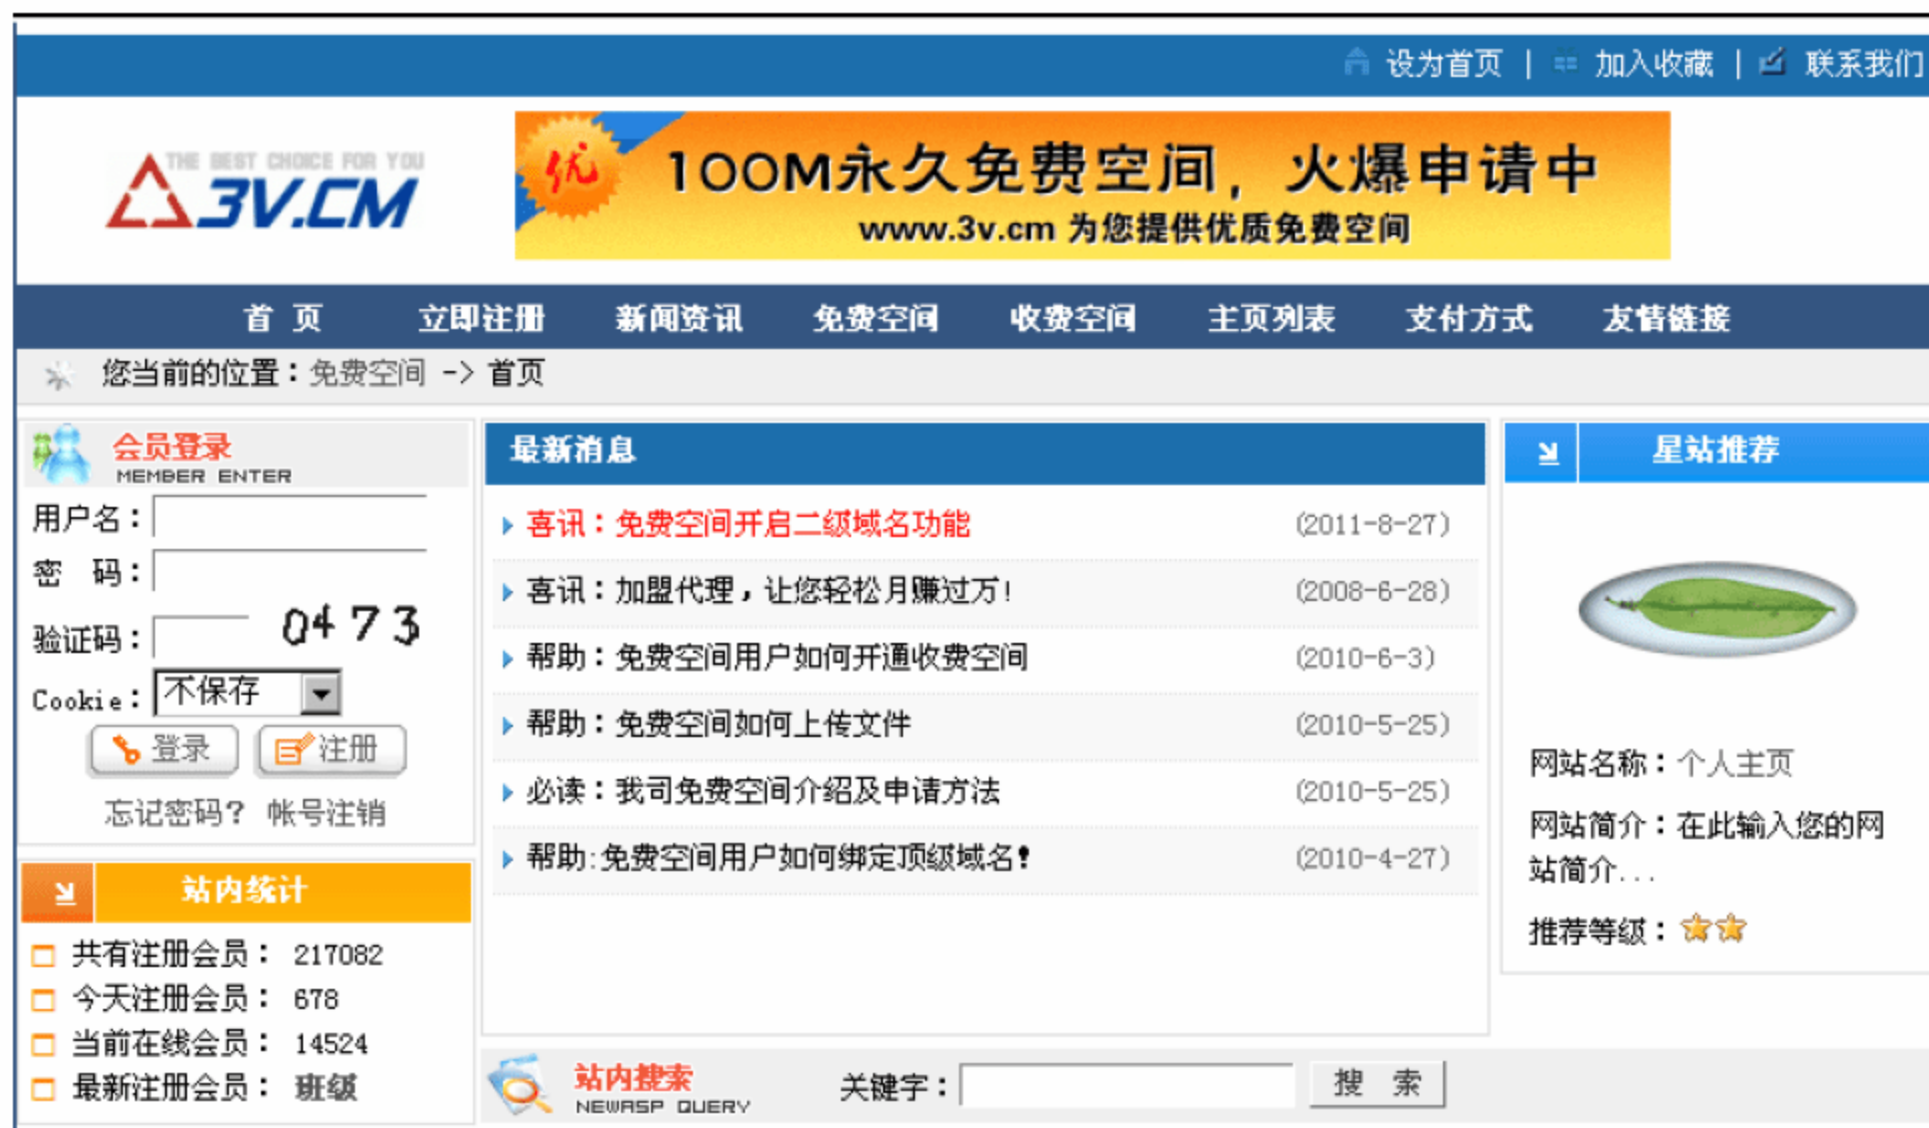 设为首页 | 加入收藏 | 联系我们
THE BEST CHOICE FOR YOU
3V.CM
优
100M永久免费空间，火爆申请中
www.3v.cm 为您提供优质免费空间
首 页 立即注册 新闻资讯 免费空间 收费空间 主页列表 支付方式 友情链接
您当前的位置：免费空间 -> 首页
会员登录
MEMBER ENTER
用户名：
密 码：
验证码： 0473
Cookie： 不保存
登录 注册
忘记密码？ 帐号注销
站内统计
共有注册会员： 217082
今天注册会员： 678
当前在线会员： 14524
最新注册会员： 班级
最新消息
喜讯：免费空间开启二级域名功能 (2011-8-27)
喜讯：加盟代理，让您轻松月赚过万！ (2008-6-28)
帮助：免费空间用户如何开通收费空间 (2010-6-3)
帮助：免费空间如何上传文件 (2010-5-25)
必读：我司免费空间介绍及申请方法 (2010-5-25)
帮助:免费空间用户如何绑定顶级域名！ (2010-4-27)
站内搜索
NEWASP QUERY
关键字： 搜 索
星站推荐
网站名称：个人主页
网站简介：在此输入您的网
站简介...
推荐等级：